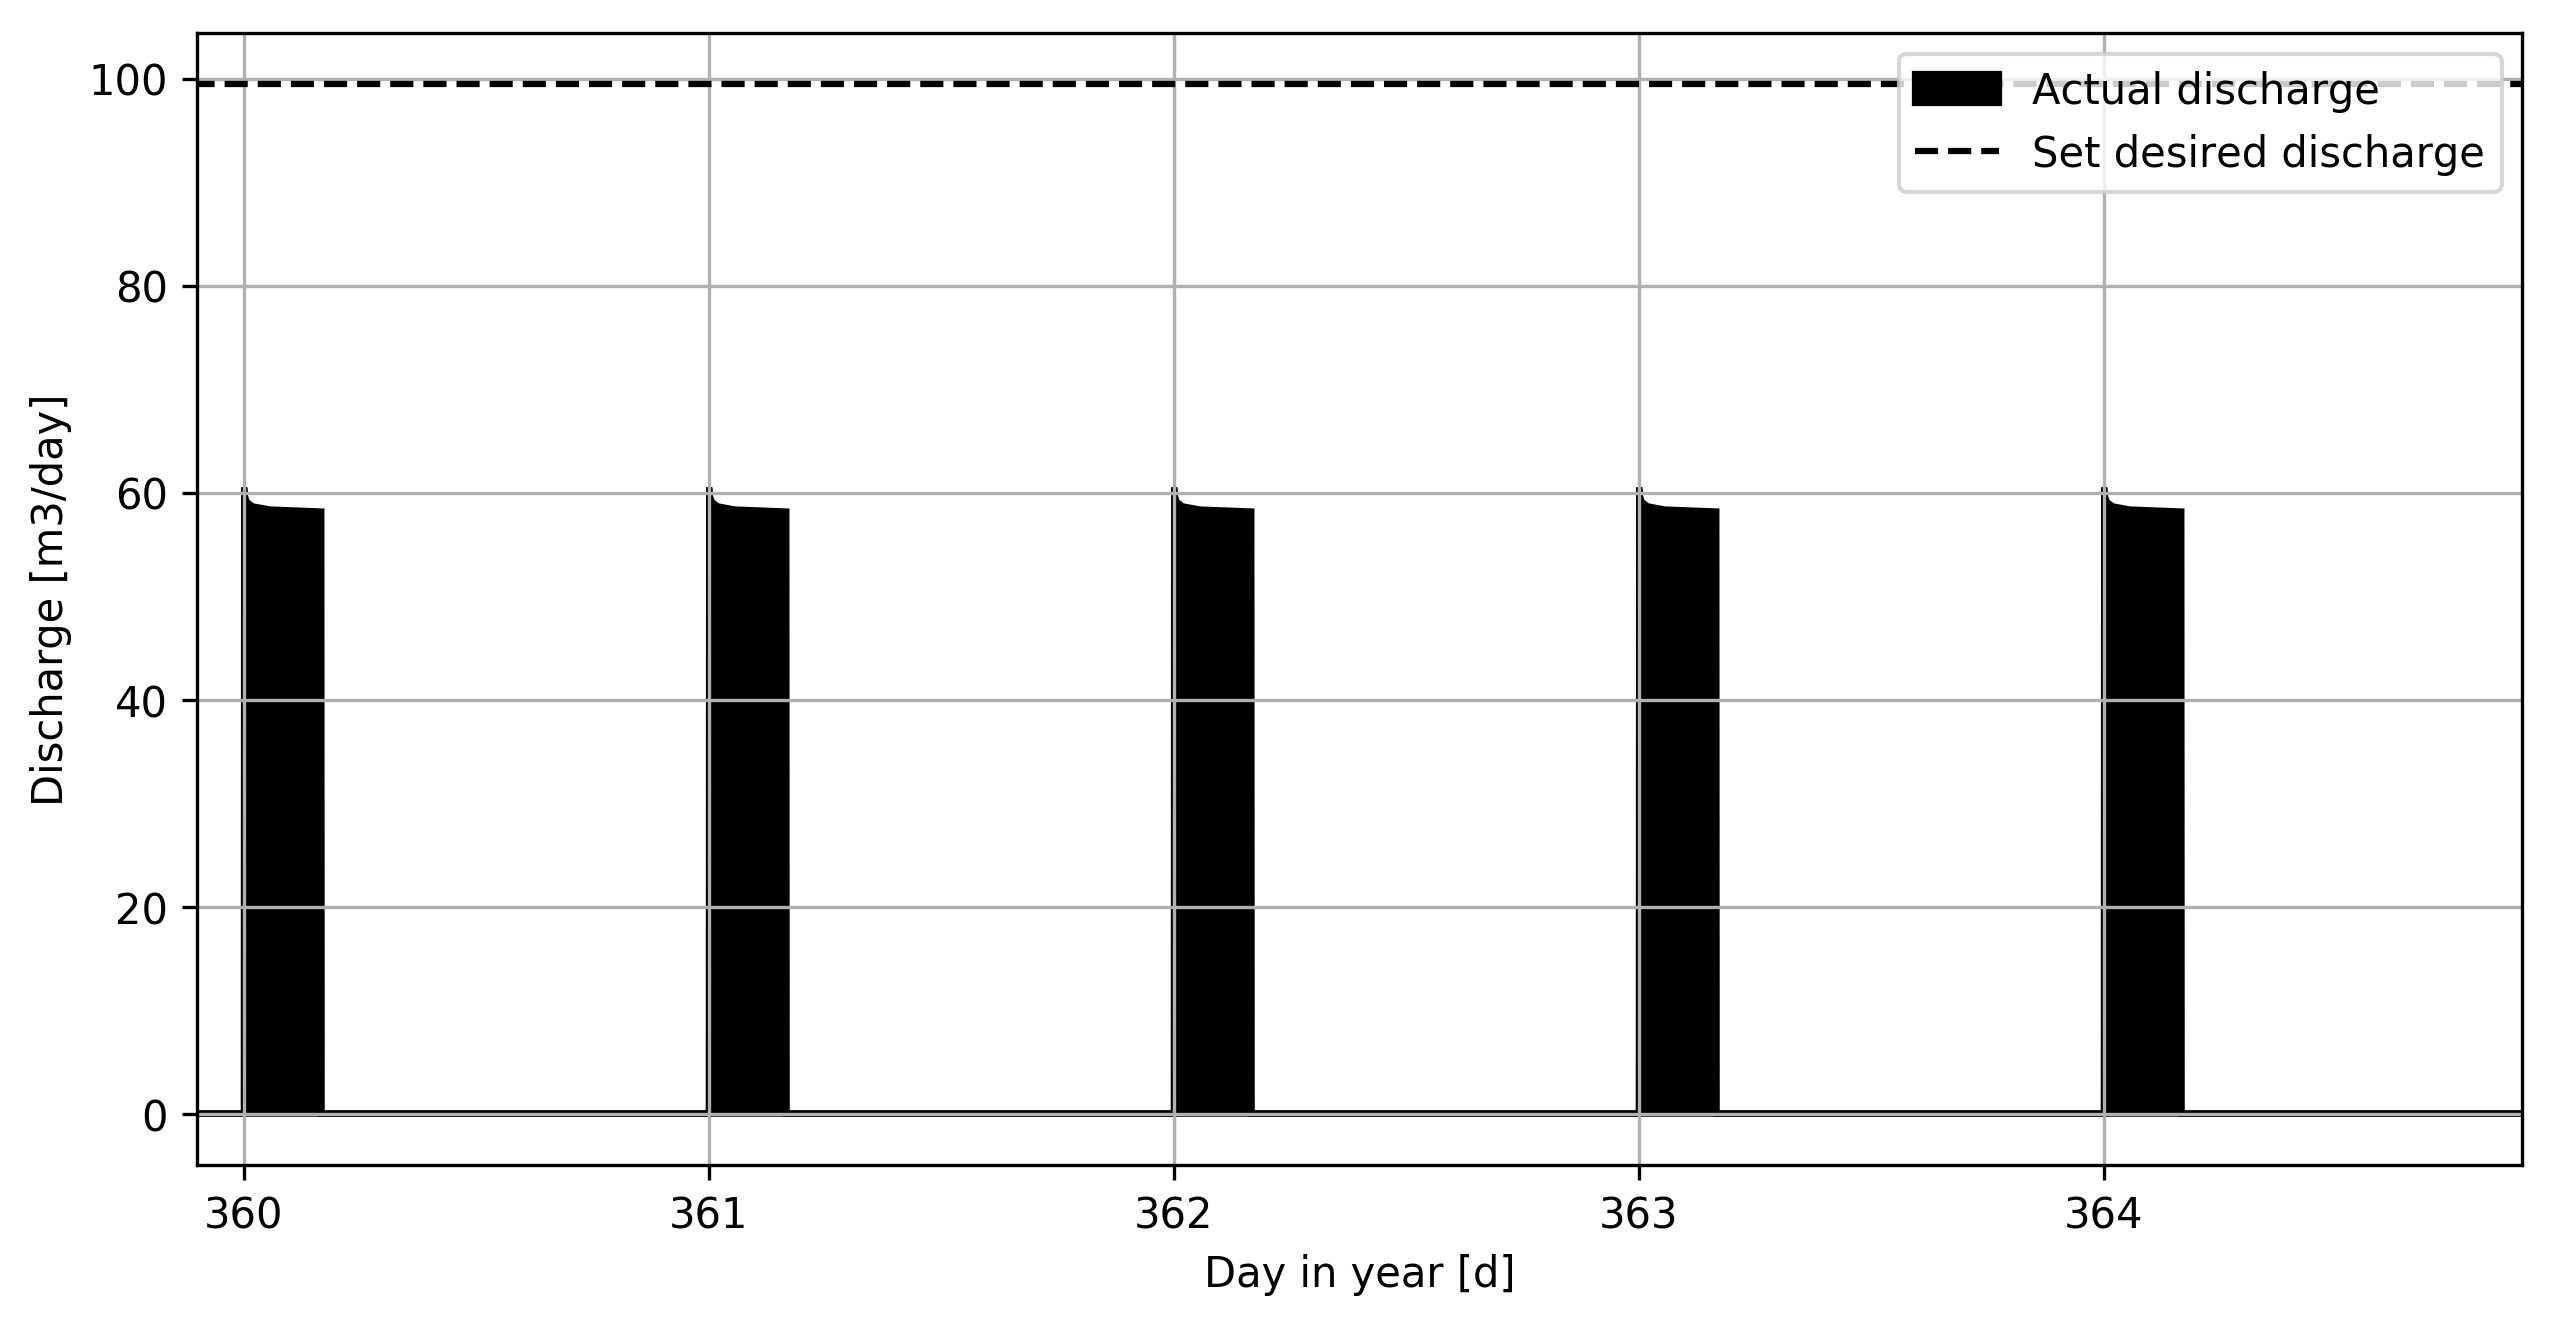 100
80
60
40
20
0
Discharge [m3/day]
Actual discharge
Set desired discharge
360 361 362 363 364
Day in year [d]